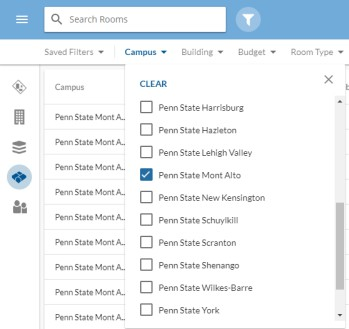 Search Rooms
Saved Filters Campus Building Budget Room Type
CLEAR
Campus
Penn State Harrisburg
Penn State Mont A...
Penn State Hazleton
Penn State Mont A...
Penn State Lehigh Valley
Penn State Mont A...
Penn State Mont Alto
Penn State Mont A...
Penn State New Kensington
Penn State Mont A...
Penn State Schuylkill
Penn State Mont A...
Penn State Scranton
Penn State Mont A...
Penn State Shenango
Penn State Mont A...
Penn State Wilkes-Barre
Penn State Mont A...
Penn State York